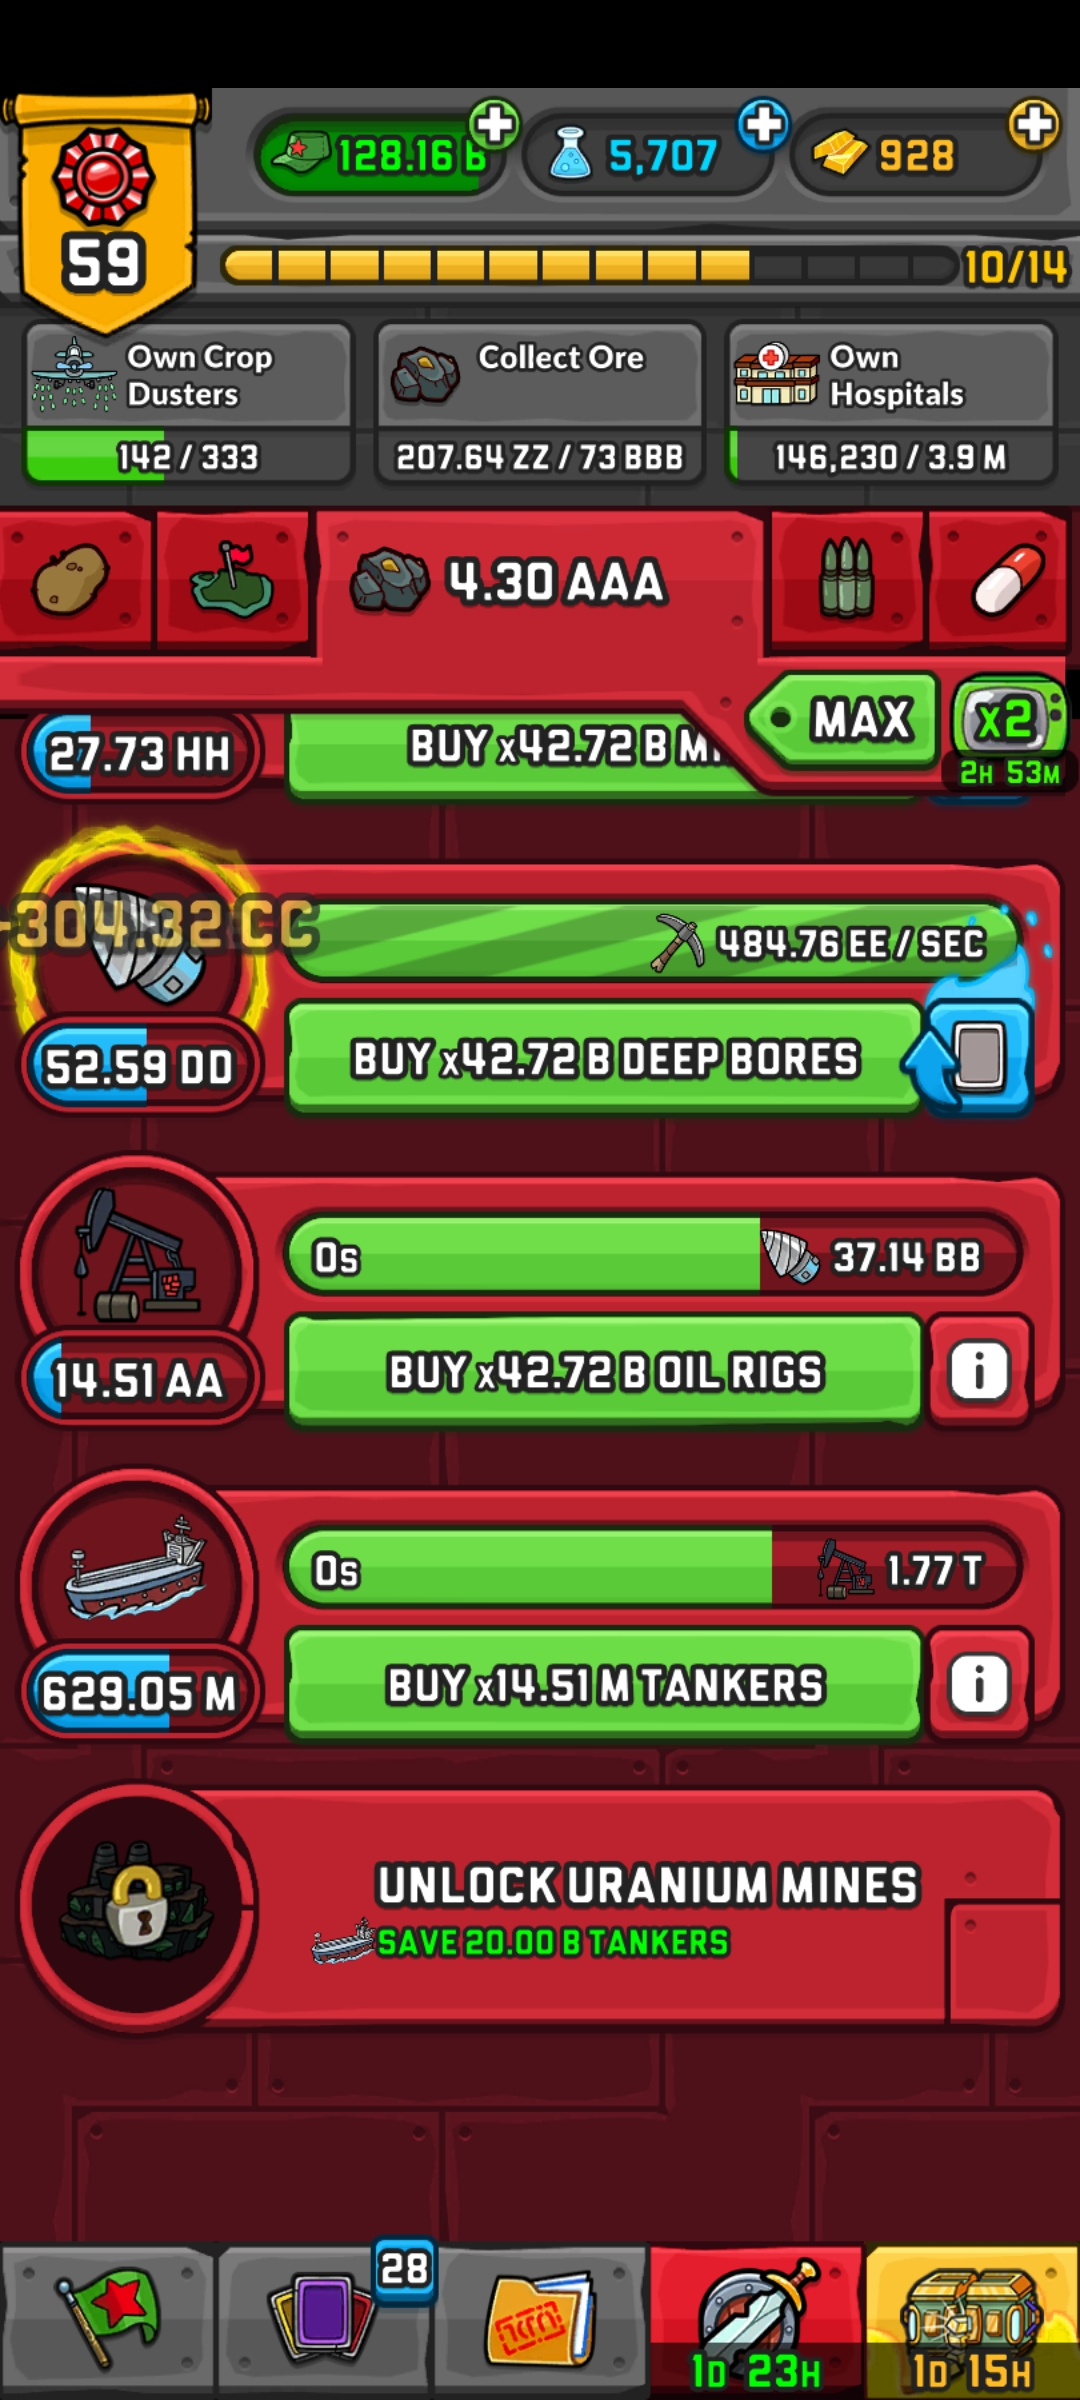 128.16 B
5,707
928
59
10/14
Own Crop
Dusters
142 / 333
Collect Ore
207.64 ZZ / 73 BBB
Own
Hospitals
146,230 / 3.9 M
4.30 AAA
MAX
x2
2H 53M
27.73 HH
BUY x42.72 B
304.32 CC
484.76 EE / SEC
52.59 DD
BUY x42.72 B DEEP BORES
0s
37.14 BB
14.51 AA
BUY x42.72 B OIL RIGS
i
0s
1.77 T
629.05 M
BUY x14.51 M TANKERS
i
UNLOCK URANIUM MINES
SAVE 20.00 B TANKERS
28
1D 23H
1D 15H